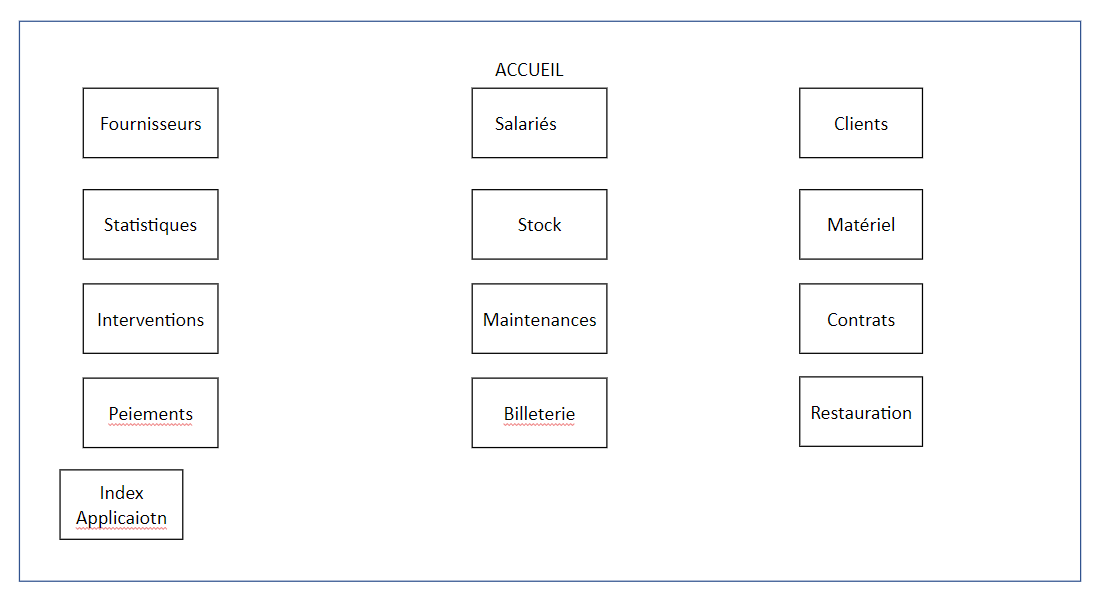 ACCUEIL
Fournisseurs
Salariés
Clients
Statistiques
Stock
Matériel
Interventions
Maintenances
Contrats
Peiements
Billeterie
Restauration
Index
Applicaiotn